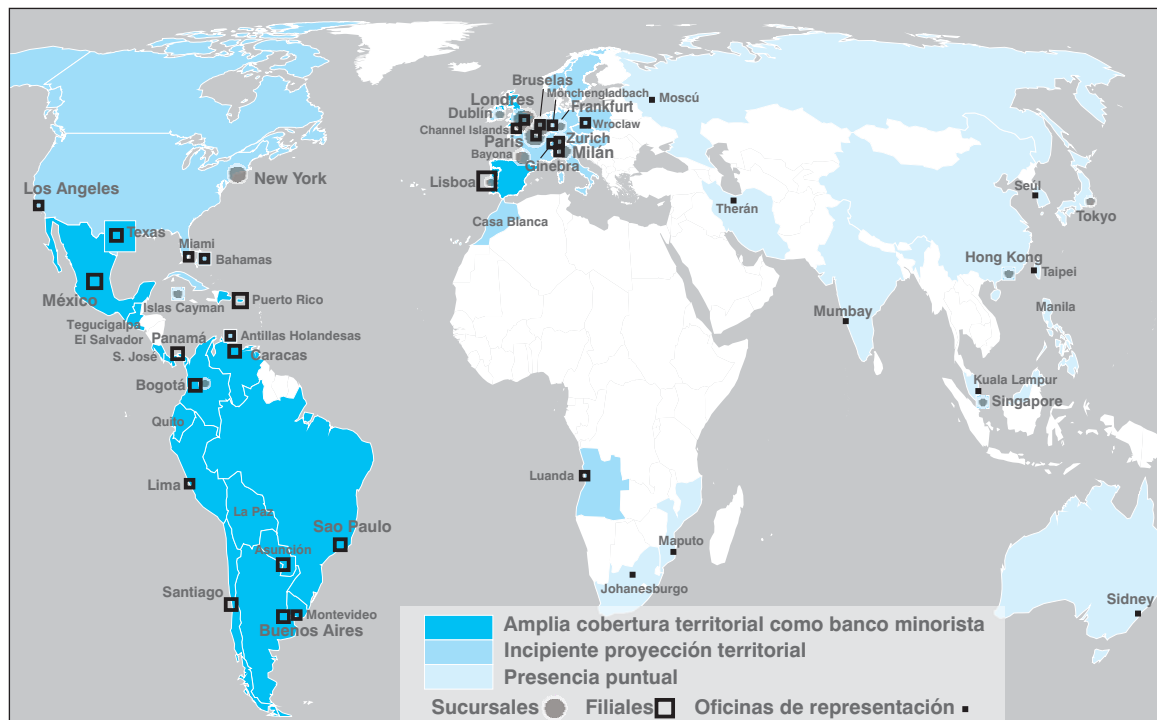 Bruselas
Mönchengladbach
Londres
Frankfurt
Moscú
Dublín
Wroclaw
Channel Islands
París
Zurich
Bayona
Milán
Ginebra
New York
Lisboa
Los Angeles
Seúl
Therán
Tokyo
Casa Blanca
Texas
Miami
Bahamas
Hong Kong
Taipei
México
Islas Cayman
Puerto Rico
Mumbay
Manila
Tegucigalpa
El Salvador
Panamá
Antillas Holandesas
S. José
Caracas
Bogotá
Kuala Lampur
Singapore
Quito
Luanda
Lima
La Paz
Sao Paulo
Asunción
Maputo
Johanesburgo
Santiago
Montevideo
Sidney
Buenos Aires
Amplia cobertura territorial como banco minorista
Incipiente proyección territorial
Presencia puntual
Sucursales Filiales Oficinas de representación